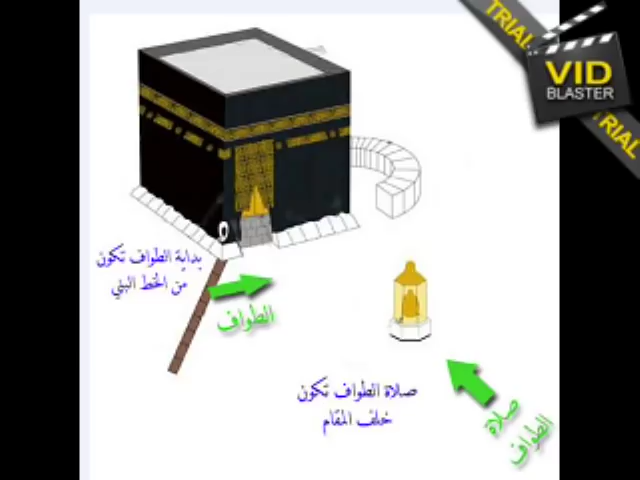 TRIAL
VID
BLASTER
TRIAL
بداية الطواف تكون
من الخط البني
الطواف
صلاة الطواف تكون
خلف المقام
صلاة
الطواف